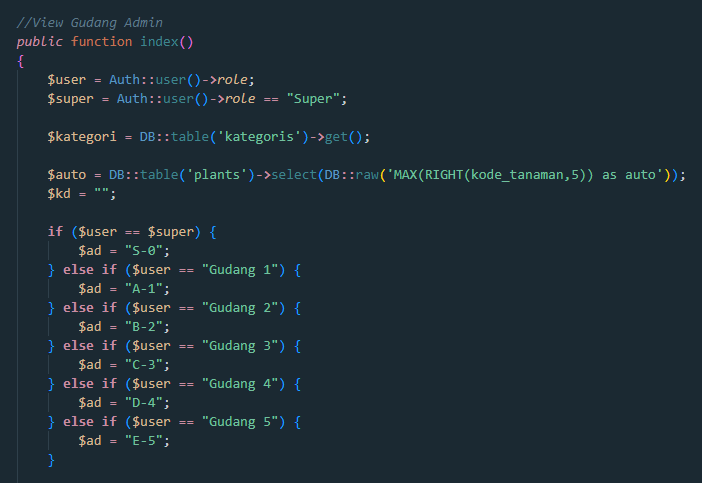 //View Gudang Admin
public function index()
{
    $user = Auth::user()->role;
    $super = Auth::user()->role == "Super";

    $kategori = DB::table('kategoris')->get();

    $auto = DB::table('plants')->select(DB::raw('MAX(RIGHT(kode_tanaman,5)) as auto'));
    $kd = "";

    if ($user == $super) {
        $ad = "S-0";
    } else if ($user == "Gudang 1") {
        $ad = "A-1";
    } else if ($user == "Gudang 2") {
        $ad = "B-2";
    } else if ($user == "Gudang 3") {
        $ad = "C-3";
    } else if ($user == "Gudang 4") {
        $ad = "D-4";
    } else if ($user == "Gudang 5") {
        $ad = "E-5";
    }